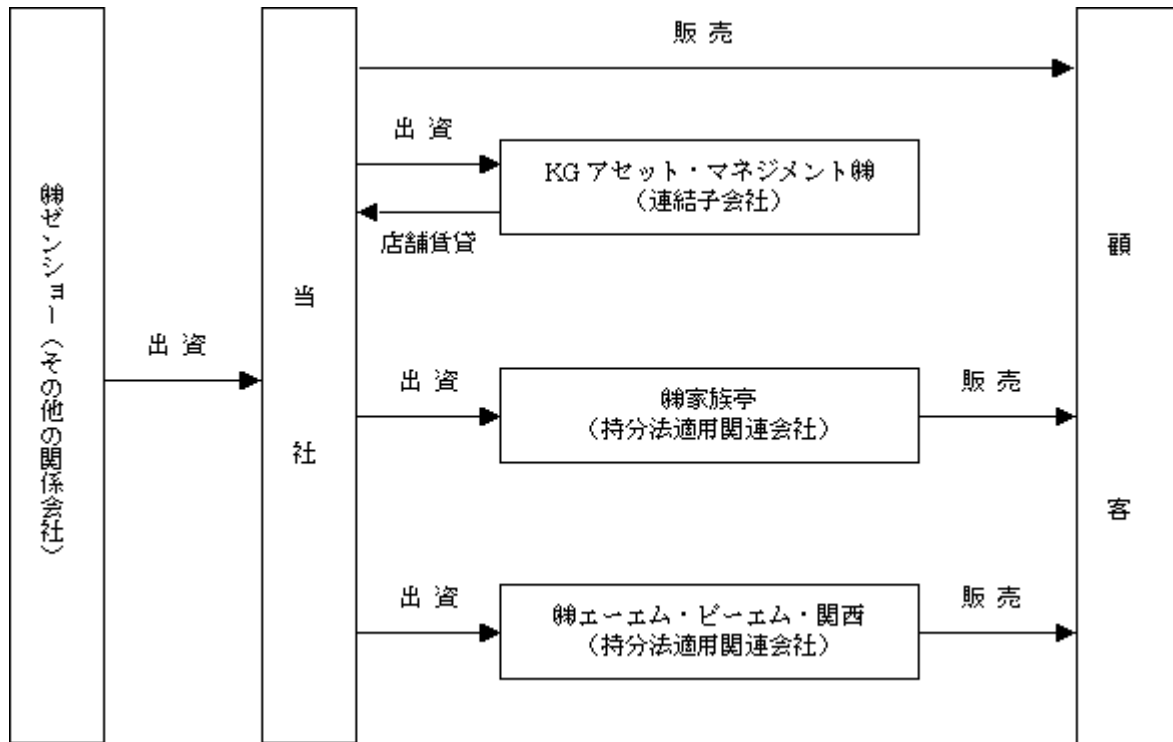 ㈱ゼンショー（その他の関係会社）
出 資
当 社
販 売
出 資
KGアセット・マネジメント㈱
（連結子会社）
店舗賃貸
出 資
㈱家族亭
（持分法適用関連会社）
販 売
出 資
㈱エーエム・ピーエム・関西
（持分法適用関連会社）
販 売
顧 客